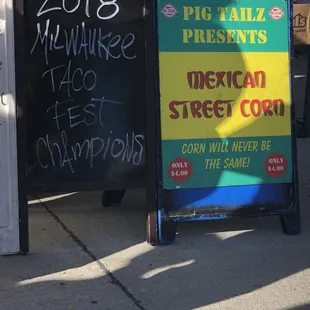 2018
Milwaukee
Taco
Fest
Champions
PIG TAILZ
PRESENTS
MEXICAN
STREET CORN
CORN WILL NEVER BE
THE SAME!
ONLY
$4.00
ONLY
$4.00